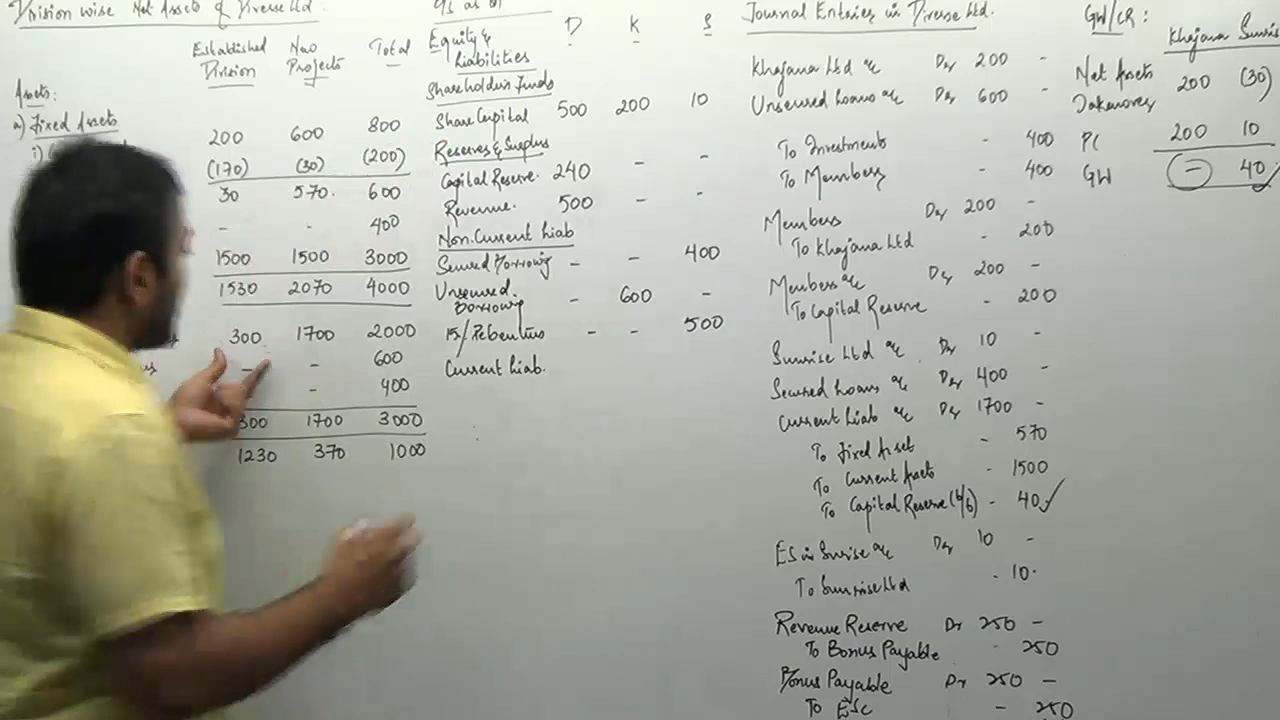 Division wise Net Assets of Diverse Ltd.
Established Division
New Projects
Total
Assets:
a) Fixed Assets
i)
200 600 800
(170) (30) (200)
30 570. 600
- - 400
1500 1500 3000
1530 2070 4000
300 1700 2000
- - 600
- 400
300 1700 3000
1230 370 1000
as at
D K S
Equity & Liabilities
Shareholders Funds
Share Capital 500 200 10
Reserves & Surplus
Capital Reserve. 240 - -
Revenue. 500 - -
Non. Current Liab
Secured Borrowing - - 400
Unsecured. Borrowing - 600 -
15% Debentures - - 500
Current Liab.
Journal Entries in Diverse Ltd.
Khajana Ltd a/c Dr 200 -
Unsecured Loans a/c Dr 600 -
To Investments - 400
To Members - 400
Members Dr 200 -
To Khajana Ltd - 200
Members a/c Dr 200 -
To Capital Reserve - 200
Sunrise Ltd a/c Dr 10 -
Secured Loans a/c Dr 400 -
Current Liab a/c Dr 1700 -
To Fixed Asset - 570
To Current Assets - 1500
To Capital Reserve (b/b) - 40 ✓
ES in Sunrise a/c Dr 10 -
To Sunrise Ltd - 10.
Revenue Reserve Dr 250 -
To Bonus Payable - 250
Bonus Payable Dr 250 -
To ESC - 250
GW/CR :
Khajana Sunris
Net Assets Takenover 200 (30)
PC 200 10
GW - 40 ✓